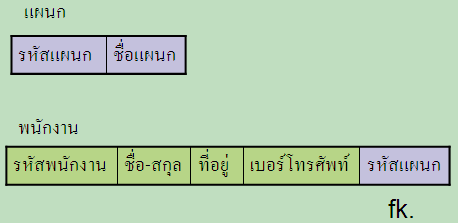 แผนก
รหัสแผนก ชื่อแผนก
พนักงาน
รหัสพนักงาน ชื่อ-สกุล ที่อยู่ เบอร์โทรศัพท์ รหัสแผนก
fk.